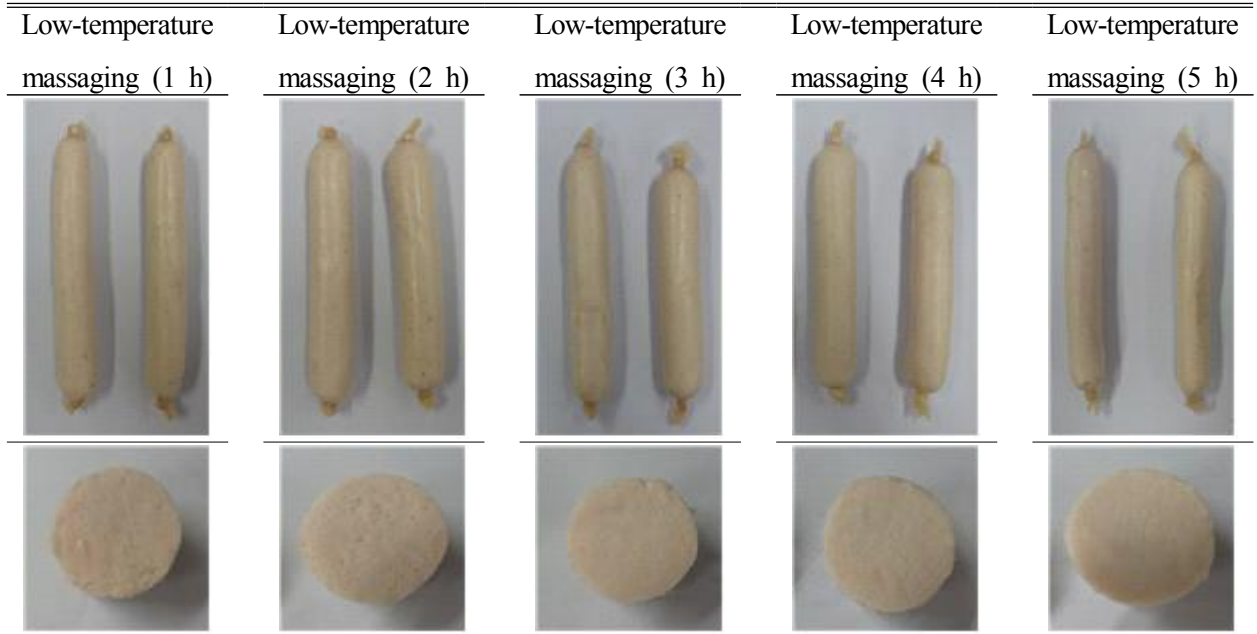 Low-temperature
massaging (1 h)
Low-temperature
massaging (2 h)
Low-temperature
massaging (3 h)
Low-temperature
massaging (4 h)
Low-temperature
massaging (5 h)